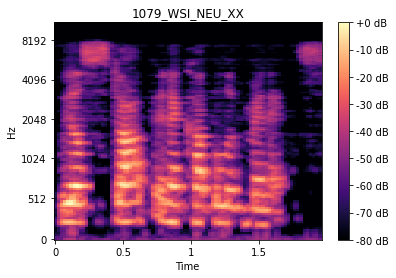 1079_WSI_NEU_XX
+0 dB
8192
-10 dB
4096
-20 dB
-30 dB
2048
Hz
-40 dB
1024
-50 dB
512
-60 dB
-70 dB
0
-80 dB
0 0.5 1 1.5
Time